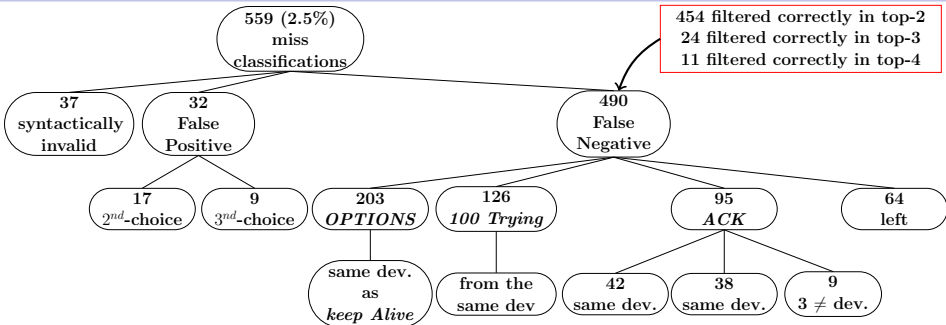 559 (2.5%)
miss
classifications
454 filtered correctly in top-2
24 filtered correctly in top-3
11 filtered correctly in top-4
37
syntactically
invalid
32
False
Positive
490
False
Negative
17
2nd-choice
9
3nd-choice
203
OPTIONS
126
100 Trying
95
ACK
64
left
same dev.
as
keep Alive
from the
same dev
42
same dev.
38
same dev.
9
3 ≠ dev.